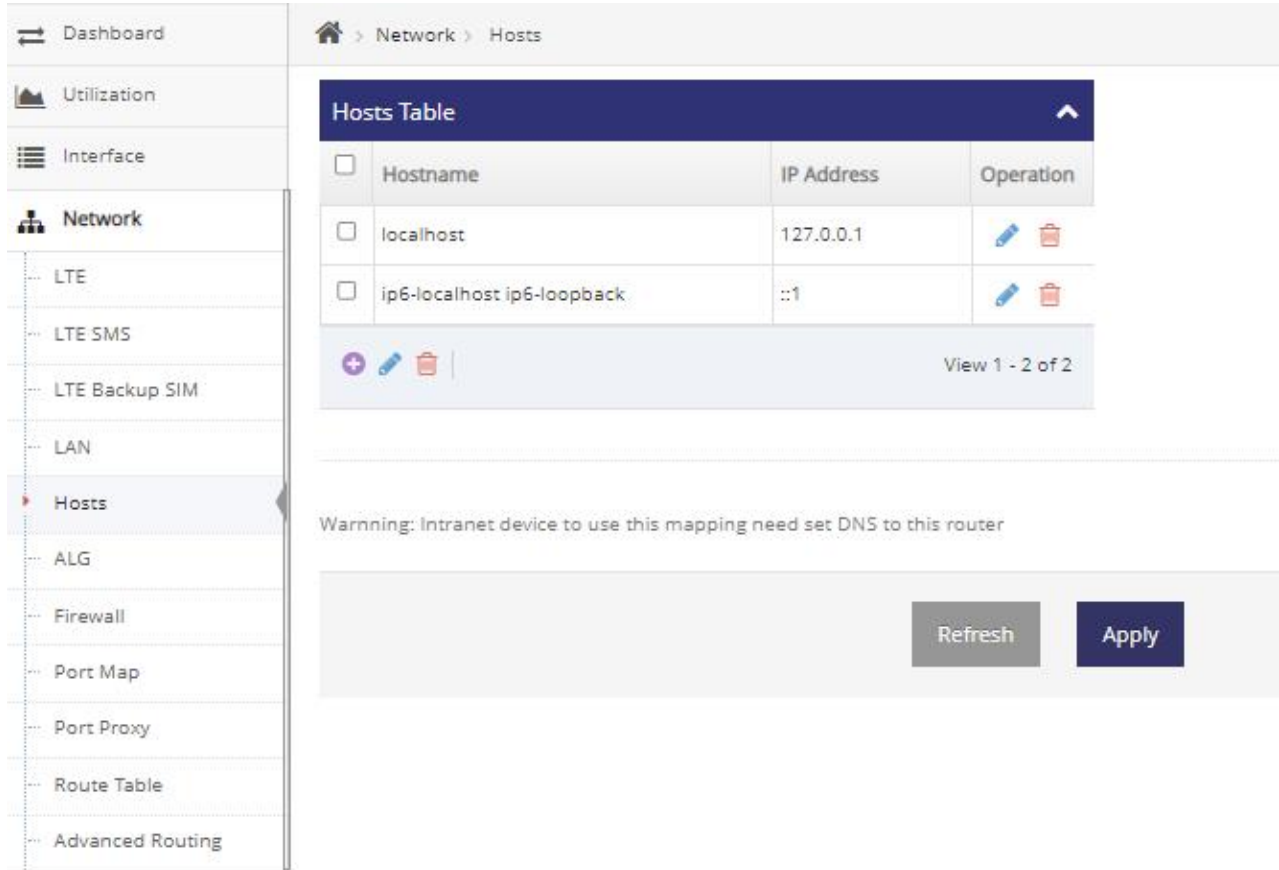 Dashboard
Utilization
Interface
Network
LTE
LTE SMS
LTE Backup SIM
LAN
Hosts
ALG
Firewall
Port Map
Port Proxy
Route Table
Advanced Routing
Network > Hosts
Hosts Table
Hostname IP Address Operation
localhost 127.0.0.1
ip6-localhost ip6-loopback ::1
View 1 - 2 of 2
Warnning: Intranet device to use this mapping need set DNS to this router
Refresh Apply